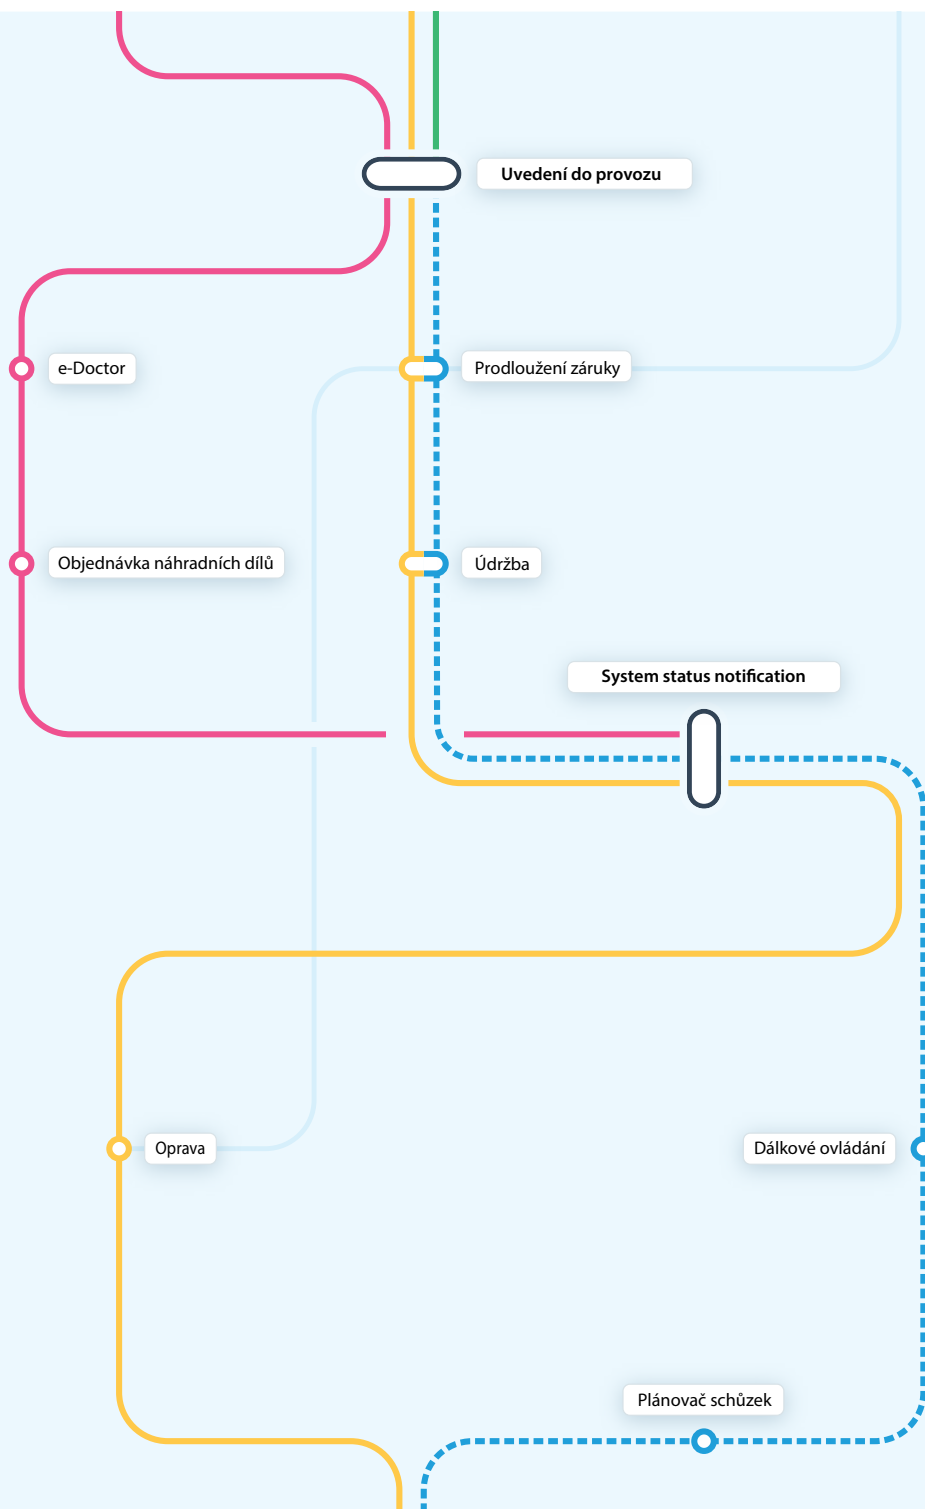 Uvedení do provozu
e-Doctor
Prodloužení záruky
Objednávka náhradních dílů
Údržba
System status notification
Oprava
Dálkové ovládání
Plánovač schůzek